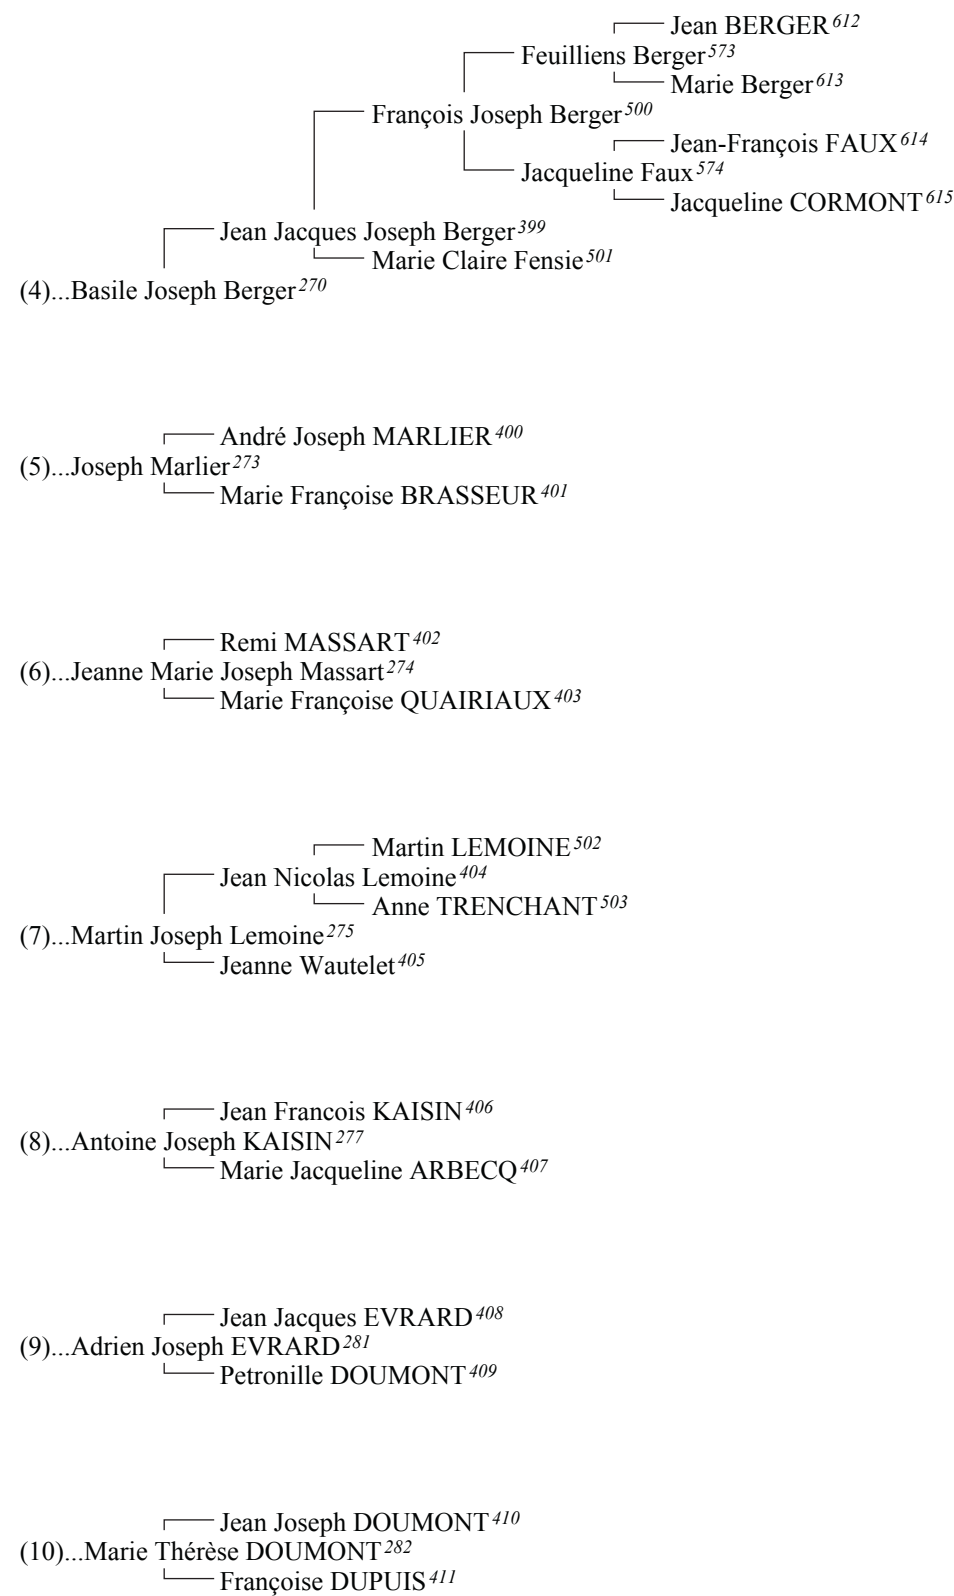 Jean BERGER 612
Feuilliens Berger 573
Marie Berger 613
François Joseph Berger 500
Jean-François FAUX 614
Jacqueline Faux 574
Jacqueline CORMONT 615
Jean Jacques Joseph Berger 399
Marie Claire Fensie 501
(4)...Basile Joseph Berger 270
André Joseph MARLIER 400
(5)...Joseph Marlier 273
Marie Françoise BRASSEUR 401
Remi MASSART 402
(6)...Jeanne Marie Joseph Massart 274
Marie Françoise QUAIRIAUX 403
Martin LEMOINE 502
Jean Nicolas Lemoine 404
Anne TRENCHANT 503
(7)...Martin Joseph Lemoine 275
Jeanne Wautelet 405
Jean Francois KAISIN 406
(8)...Antoine Joseph KAISIN 277
Marie Jacqueline ARBECQ 407
Jean Jacques EVRARD 408
(9)...Adrien Joseph EVRARD 281
Petronille DOUMONT 409
Jean Joseph DOUMONT 410
(10)...Marie Thérèse DOUMONT 282
Françoise DUPUIS 411